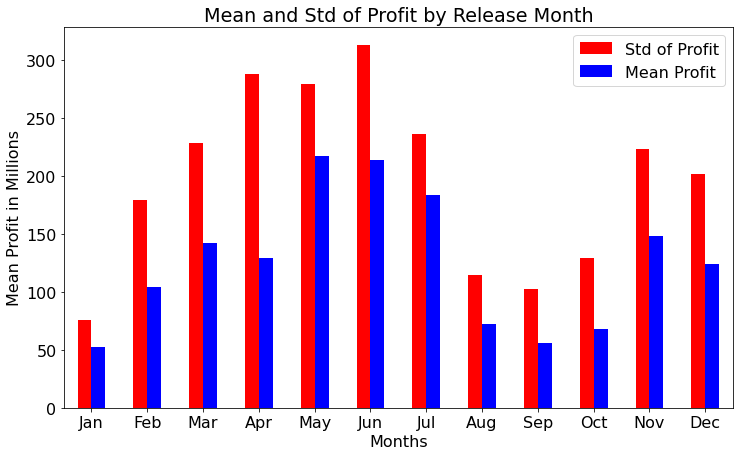 Mean and Std of Profit by Release Month
Std of Profit
Mean Profit
Mean Profit in Millions
300
250
200
150
100
50
0
Jan Feb Mar Apr May Jun Jul Aug Sep Oct Nov Dec
Months